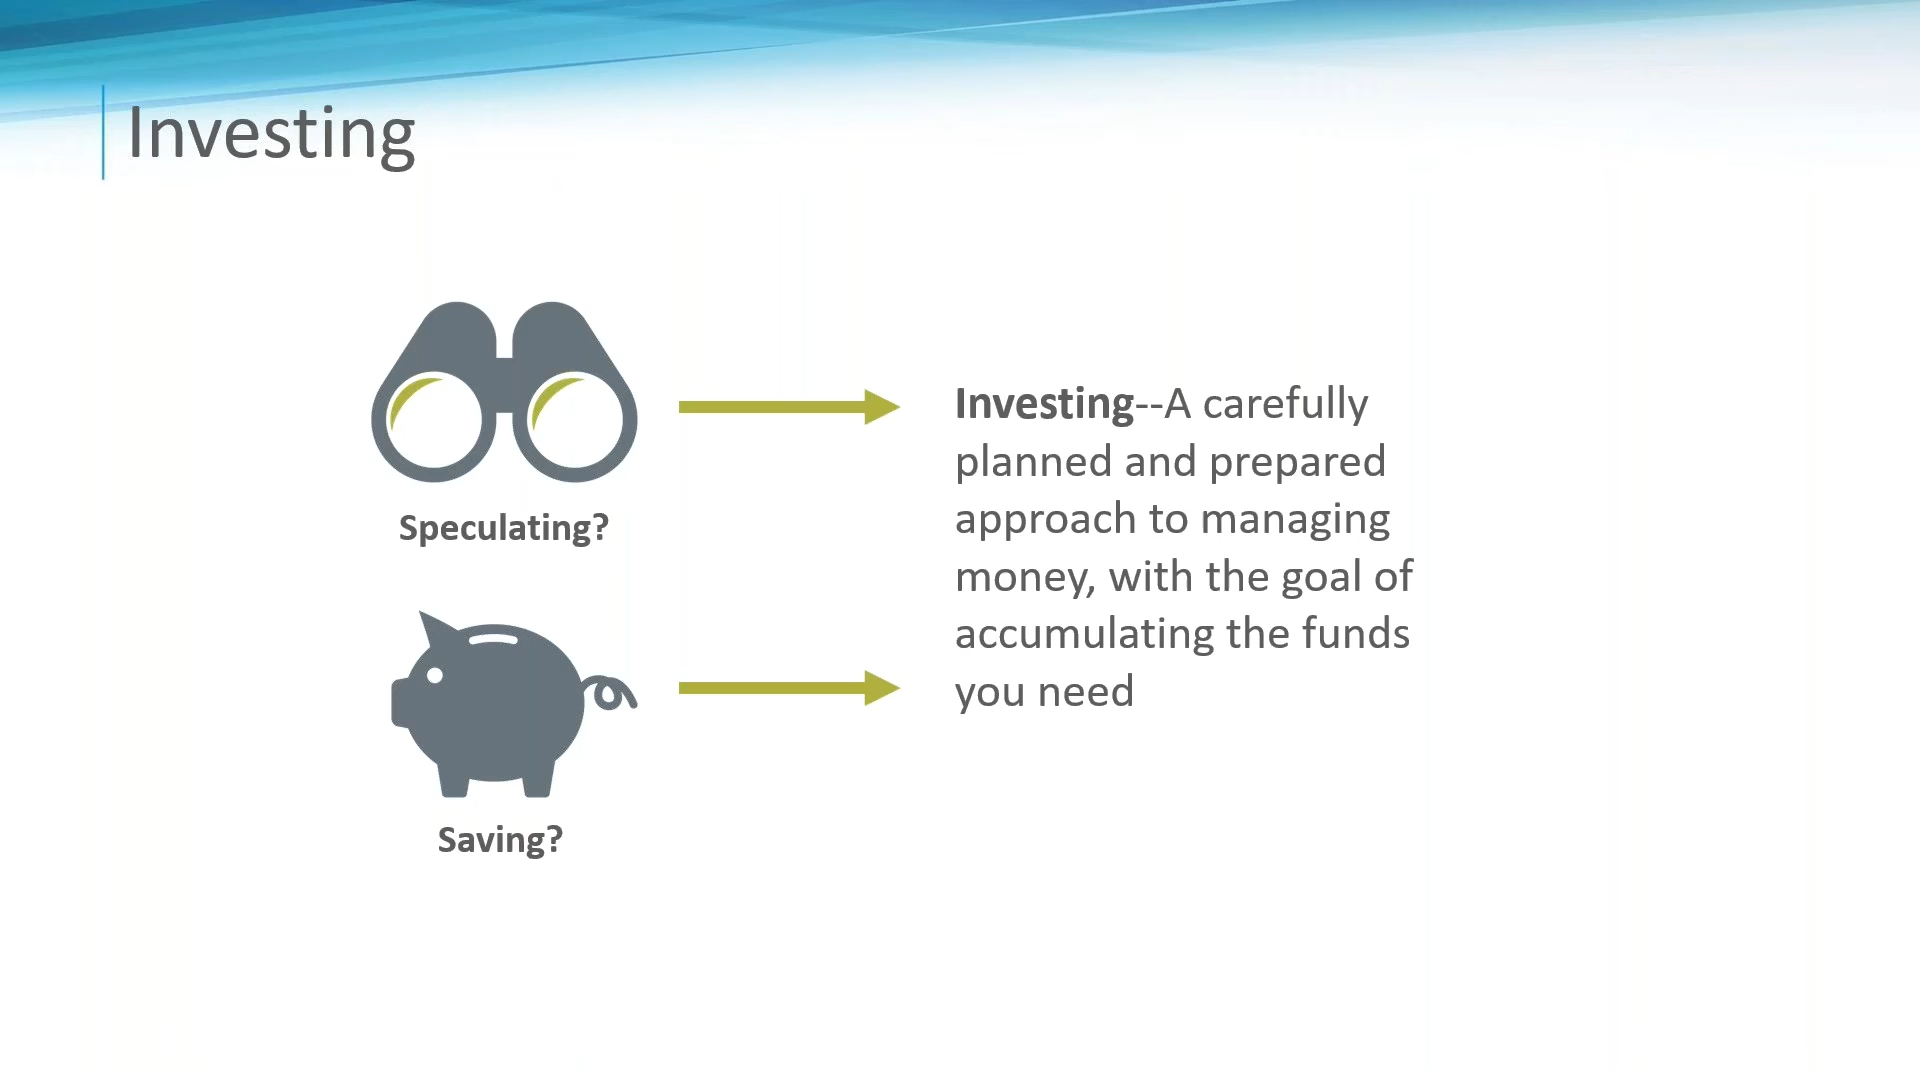 Investing
Speculating?
Saving?
Investing--A carefully
planned and prepared
approach to managing
money, with the goal of
accumulating the funds
you need